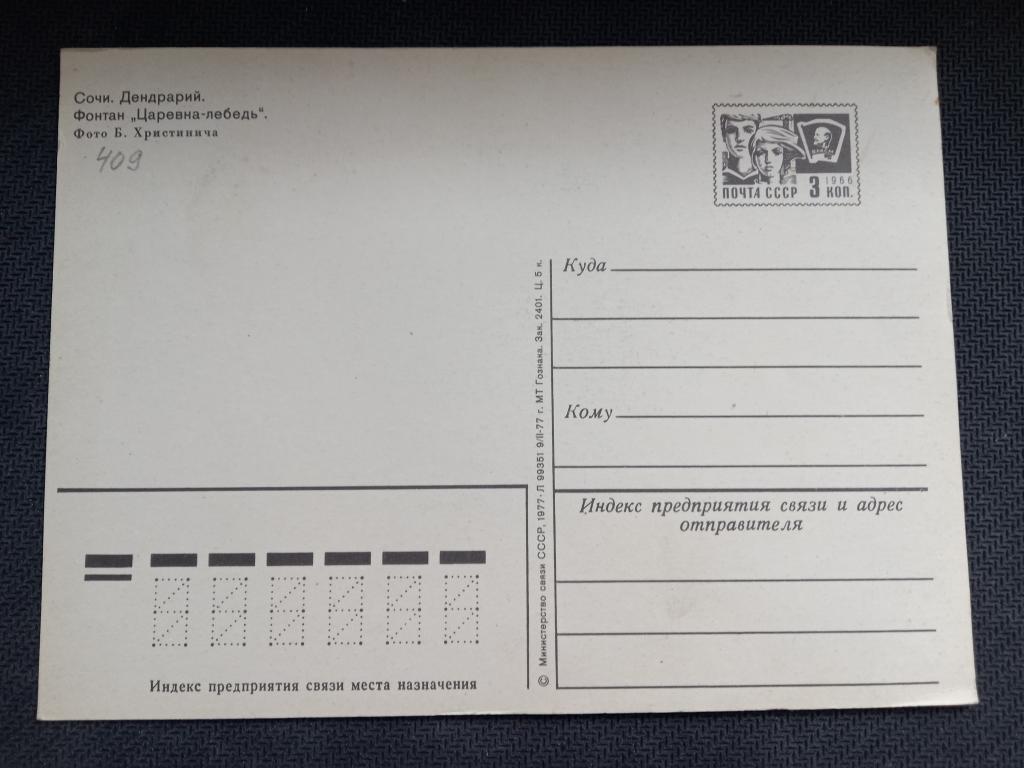 Сочи. Дендрарий.
Фонтан „Царевна-лебедь“.
Фото Б. Христинича
409
ВЛКСМ
1966
ПОЧТА СССР 3 КОП.
Куда
Кому
Индекс предприятия связи и адрес
отправителя
© Министерство связи СССР, 1977. Л 99351 9/II-77 г. МТ Гознака. Зак. 2401. Ц. 5 к.
Индекс предприятия связи места назначения